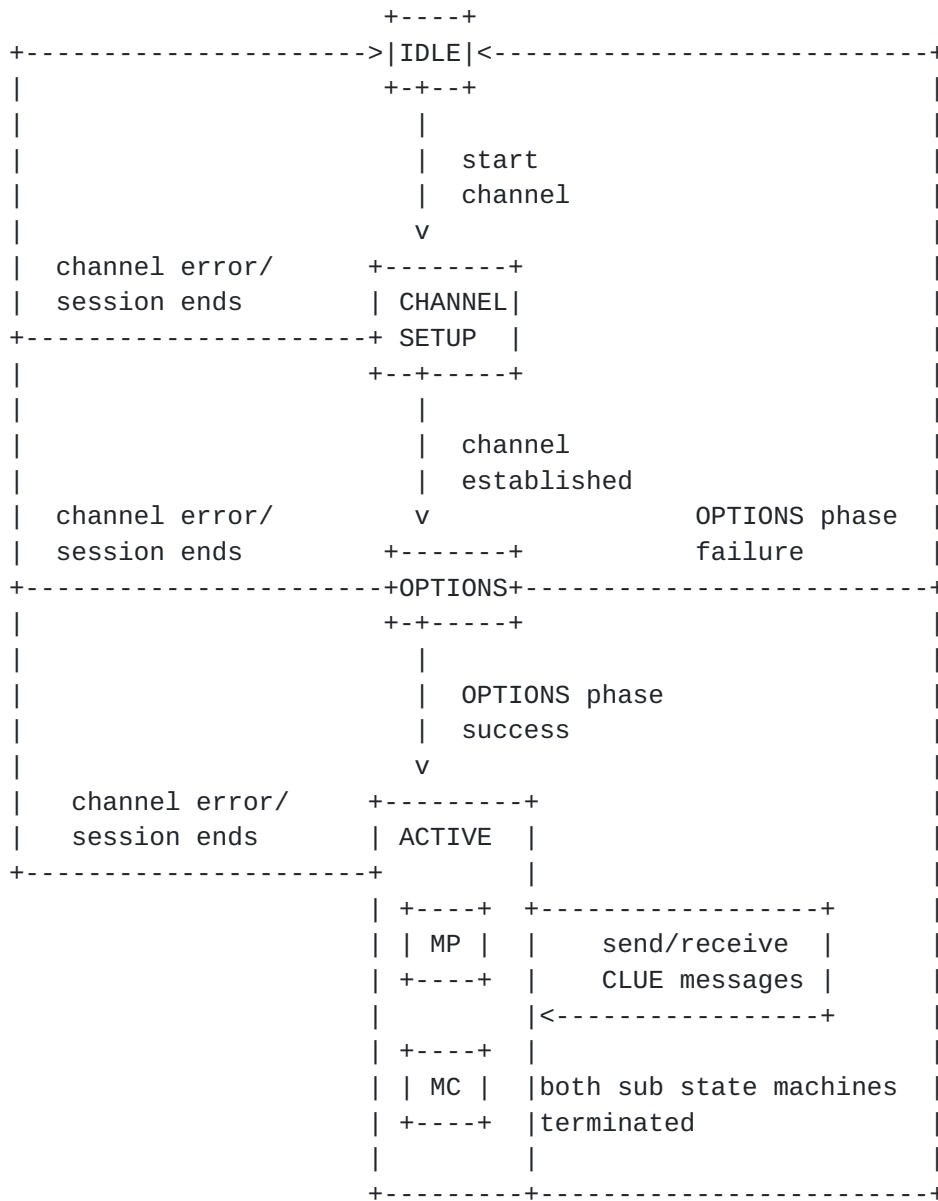 IDLE
start
channel
channel error/
session ends
CHANNEL
SETUP
channel
established
channel error/
session ends
OPTIONS phase
failure
OPTIONS
OPTIONS phase
success
channel error/
session ends
ACTIVE
MP
send/receive
CLUE messages
MC
both sub state machines
terminated